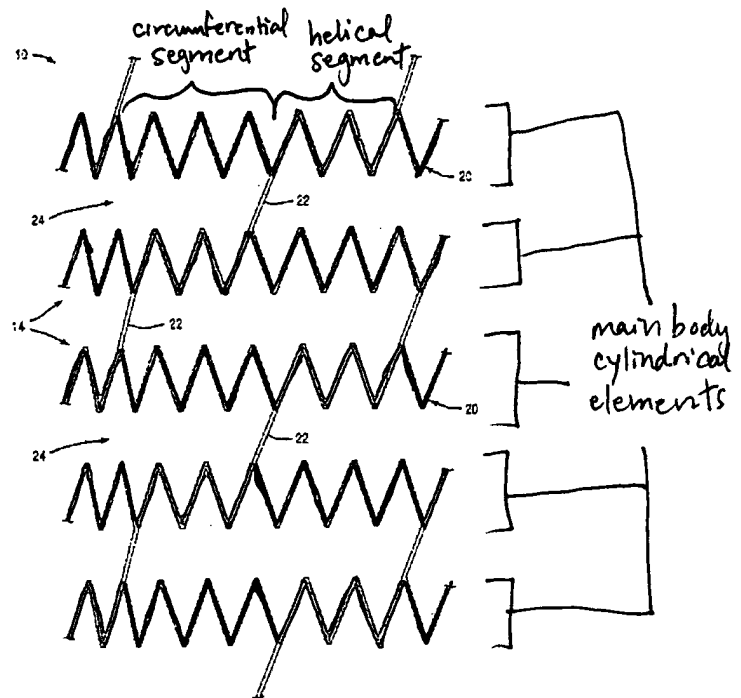 circumferential
segment
helical
segment
10
20
22
24
14
22
20
22
24
main body
cylindrical
elements